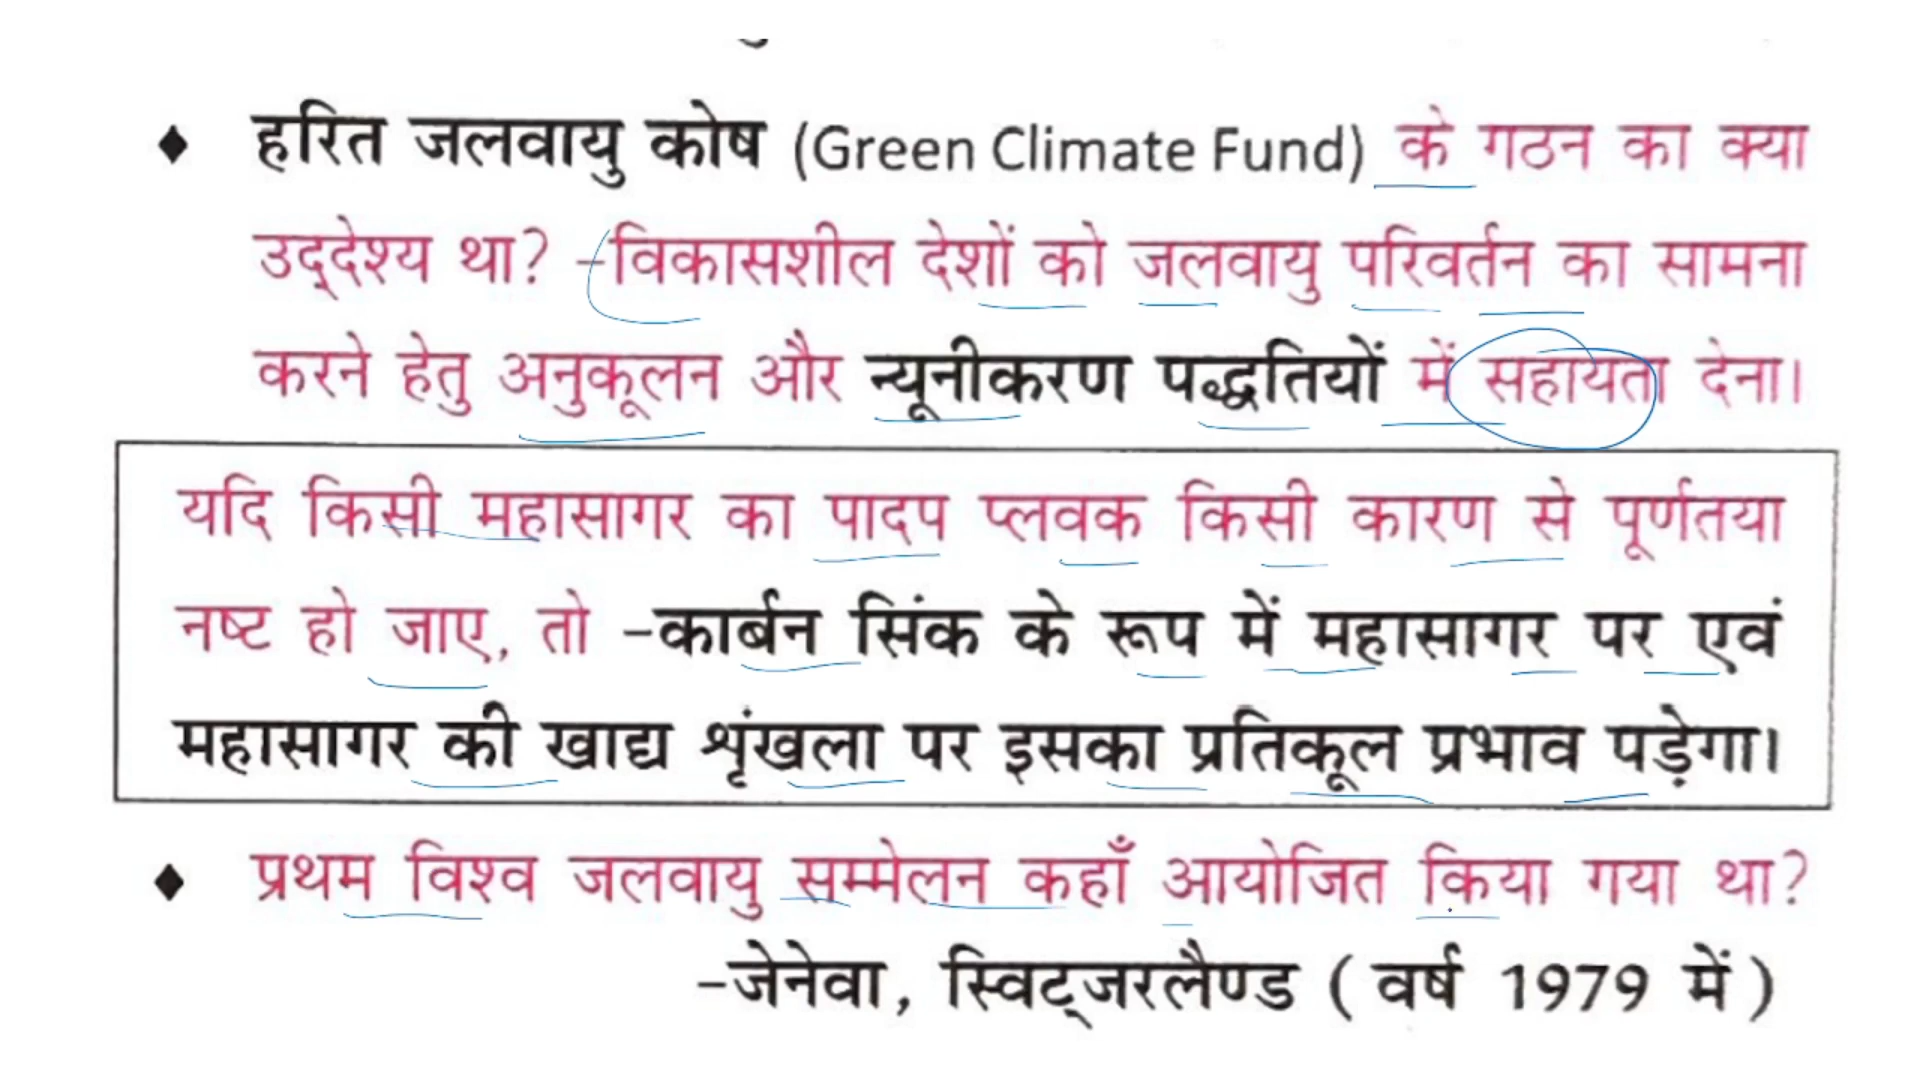 ♦ हरित जलवायु कोष (Green Climate Fund) के गठन का क्या
उद्देश्य था? –विकासशील देशों को जलवायु परिवर्तन का सामना
करने हेतु अनुकूलन और न्यूनीकरण पद्धतियों में सहायता देना।
यदि किसी महासागर का पादप प्लवक किसी कारण से पूर्णतया
नष्ट हो जाए, तो –कार्बन सिंक के रूप में महासागर पर एवं
महासागर की खाद्य शृंखला पर इसका प्रतिकूल प्रभाव पड़ेगा।
♦ प्रथम विश्व जलवायु सम्मेलन कहाँ आयोजित किया गया था?
–जेनेवा, स्विट्जरलैण्ड ( वर्ष 1979 में )